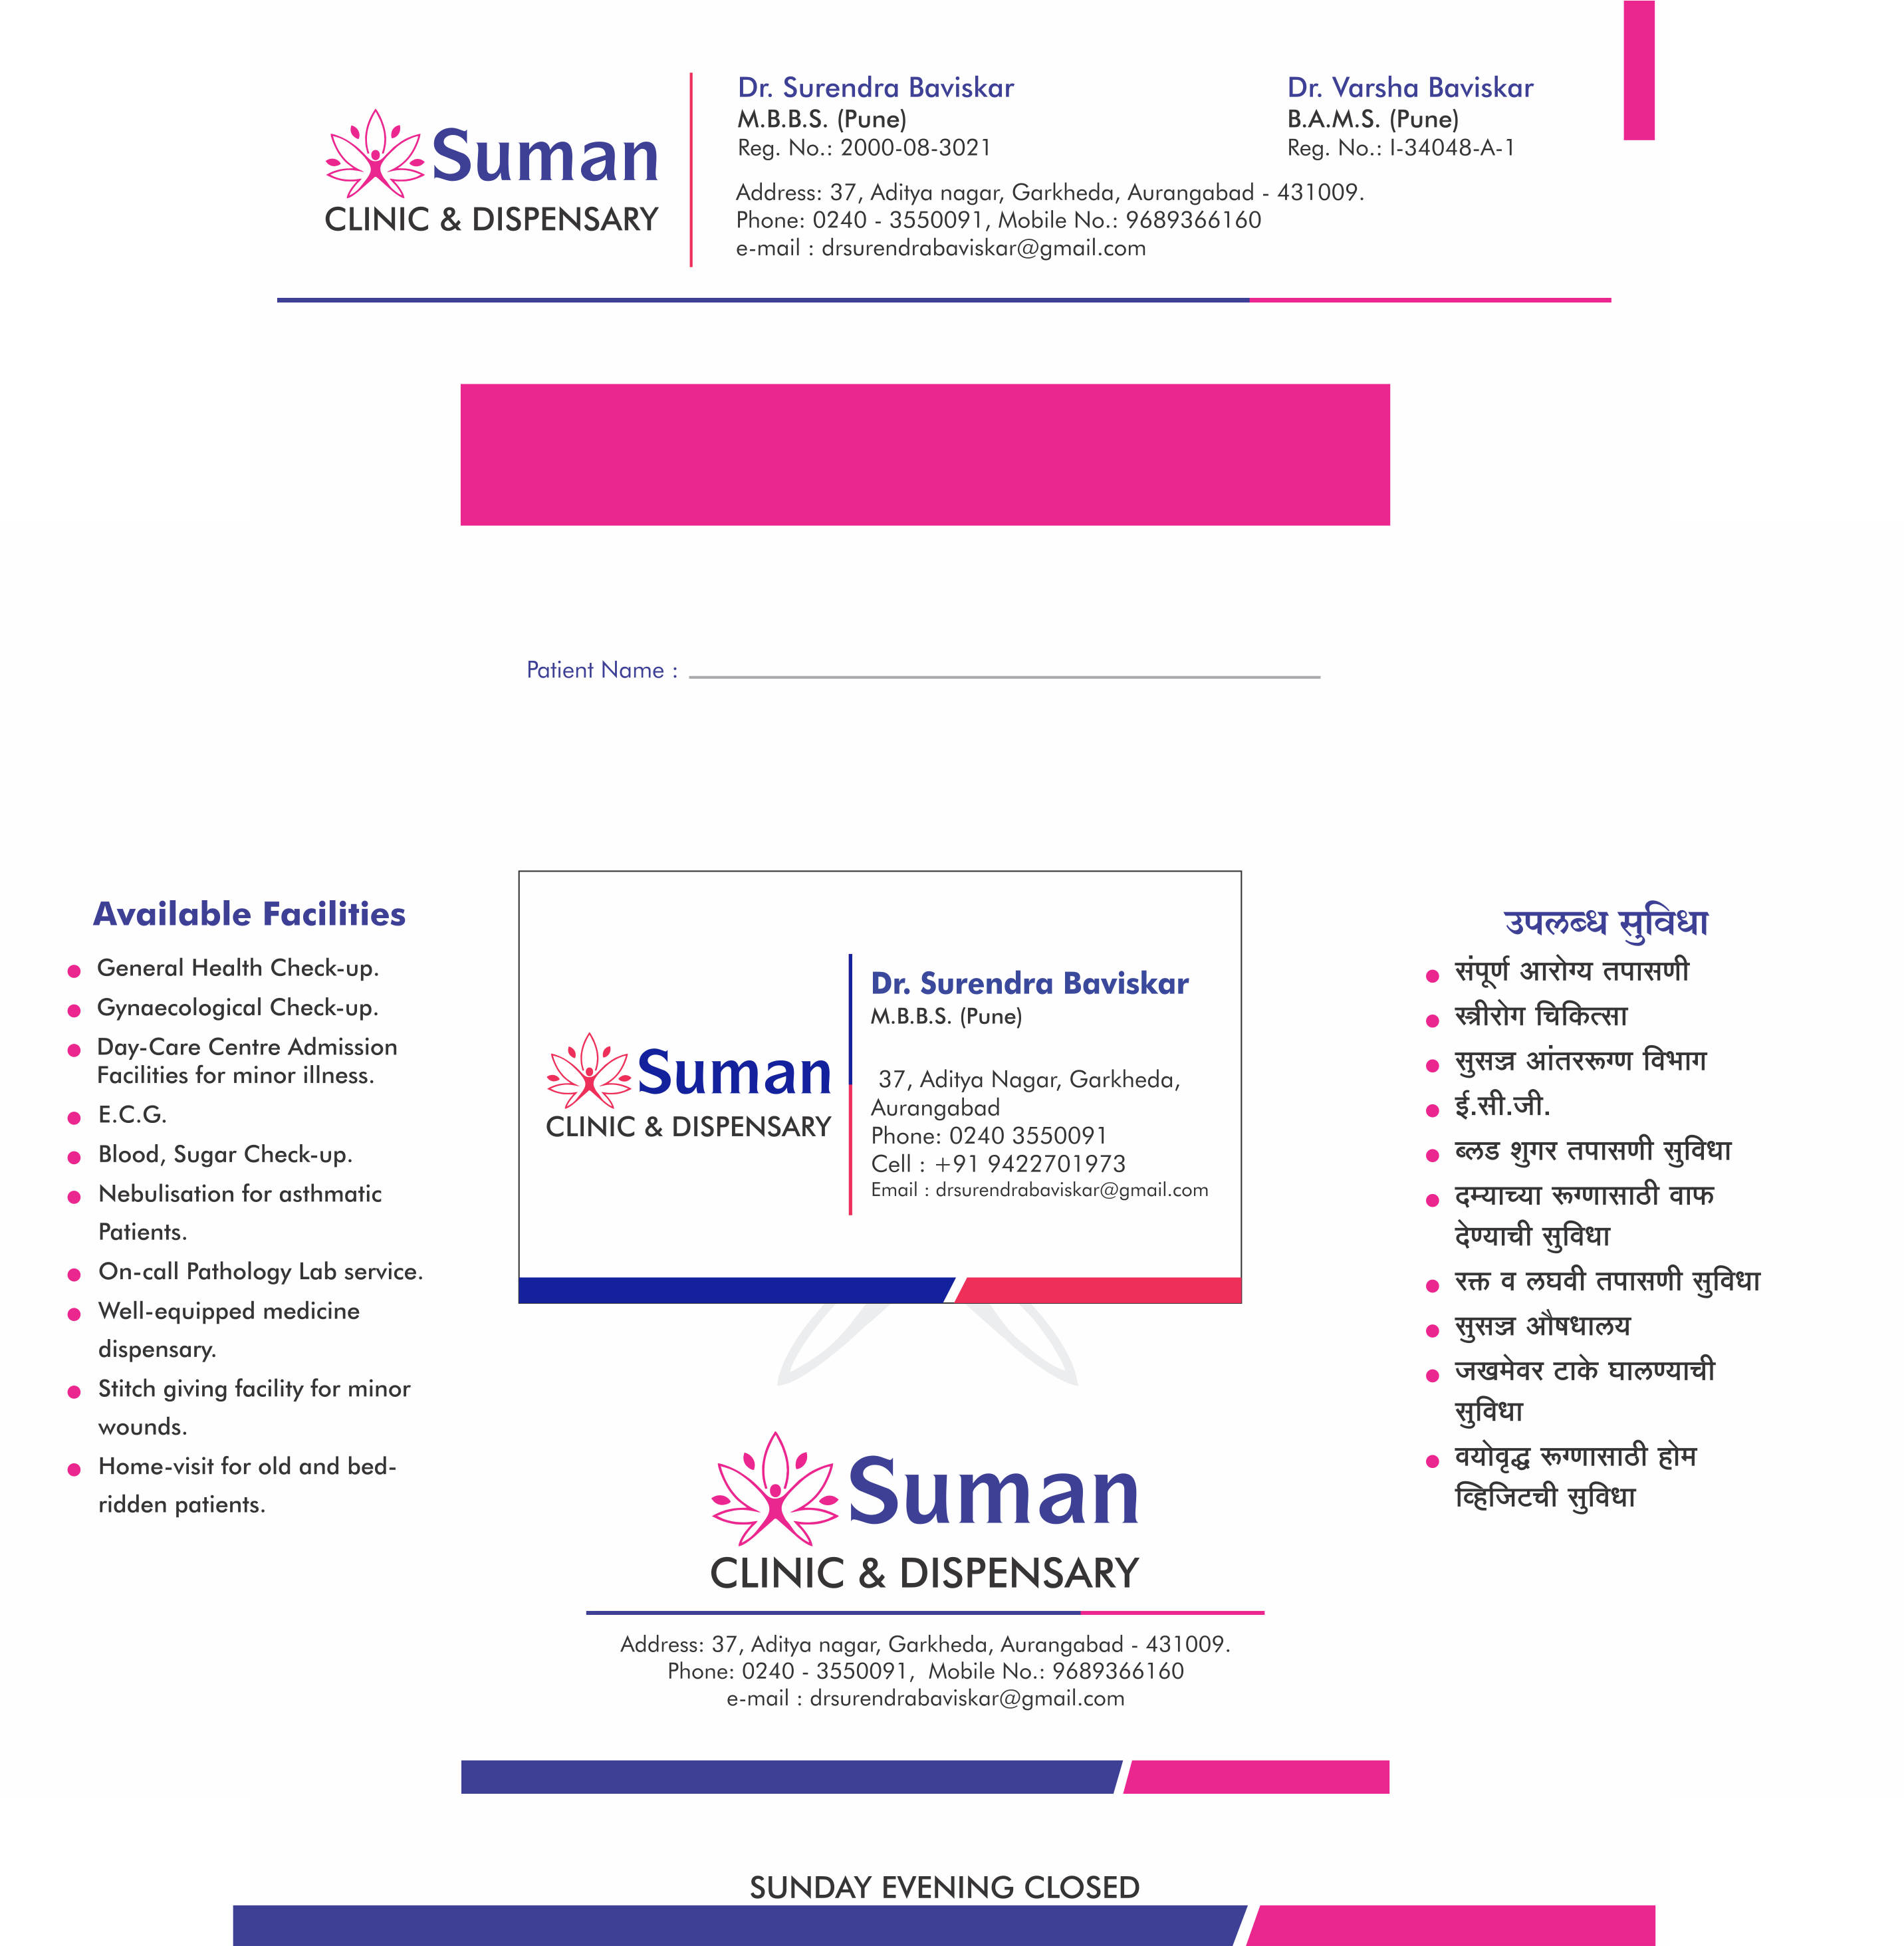 Suman
CLINIC & DISPENSARY
Dr. Surendra Baviskar
M.B.B.S. (Pune)
Reg. No.: 2000-08-3021
Dr. Varsha Baviskar
B.A.M.S. (Pune)
Reg. No.: I-34048-A-1
Address: 37, Aditya nagar, Garkheda, Aurangabad - 431009.
Phone: 0240 - 3550091, Mobile No.: 9689366160
e-mail : drsurendrabaviskar@gmail.com
Patient Name :
Available Facilities
General Health Check-up.
Gynaecological Check-up.
Day-Care Centre Admission
Facilities for minor illness.
E.C.G.
Blood, Sugar Check-up.
Nebulisation for asthmatic
Patients.
On-call Pathology Lab service.
Well-equipped medicine
dispensary.
Stitch giving facility for minor
wounds.
Home-visit for old and bed-
ridden patients.
Suman
CLINIC & DISPENSARY
Dr. Surendra Baviskar
M.B.B.S. (Pune)
37, Aditya Nagar, Garkheda,
Aurangabad
Phone: 0240 3550091
Cell : +91 9422701973
Email : drsurendrabaviskar@gmail.com
उपलब्ध सुविधा
संपूर्ण आरोग्य तपासणी
स्त्रीरोग चिकित्सा
सुसज्ज आंतररूग्ण विभाग
ई.सी.जी.
ब्लड शुगर तपासणी सुविधा
दम्याच्या रूग्णासाठी वाफ
देण्याची सुविधा
रक्त व लघवी तपासणी सुविधा
सुसज्ज औषधालय
जखमेवर टाके घालण्याची
सुविधा
वयोवृद्ध रूग्णासाठी होम
व्हिजिटची सुविधा
Suman
CLINIC & DISPENSARY
Address: 37, Aditya nagar, Garkheda, Aurangabad - 431009.
Phone: 0240 - 3550091, Mobile No.: 9689366160
e-mail : drsurendrabaviskar@gmail.com
SUNDAY EVENING CLOSED